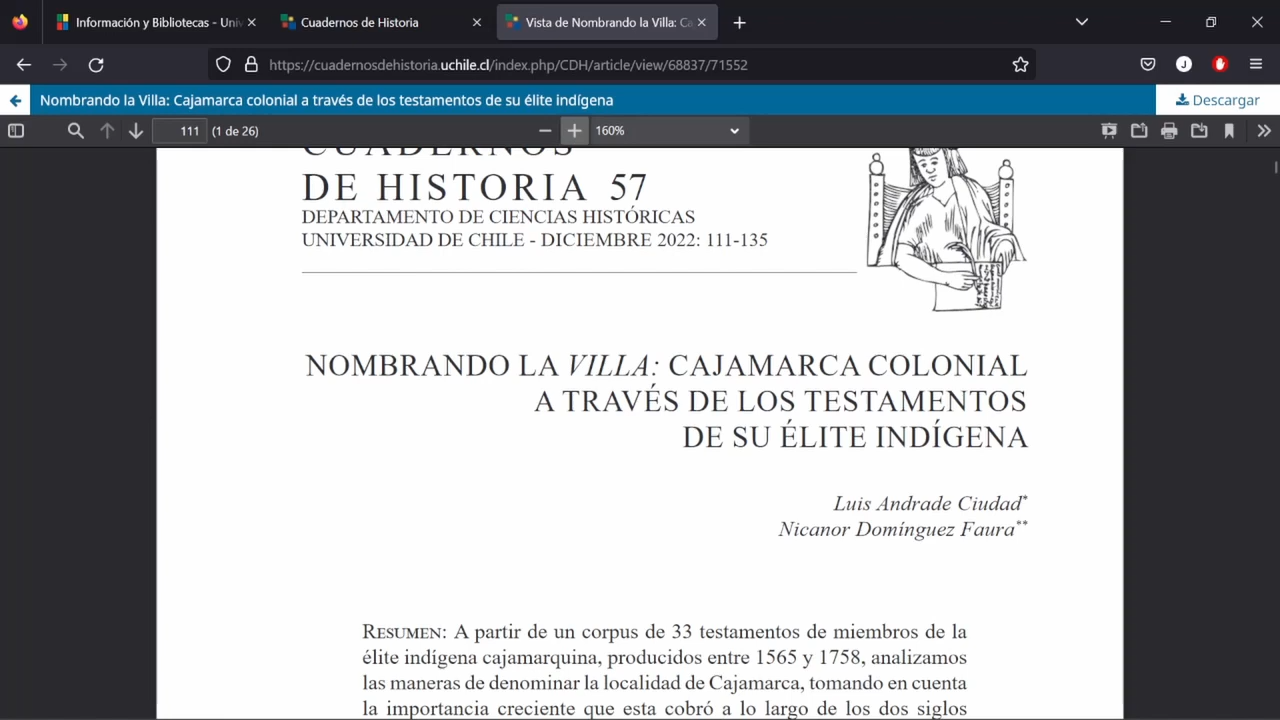 Información y Bibliotecas - Univ
Cuadernos de Historia
Vista de Nombrando la Villa: Ca
https://cuadernosdehistoria.uchile.cl/index.php/CDH/article/view/68837/71552
J
Nombrando la Villa: Cajamarca colonial a través de los testamentos de su élite indígena
Descargar
111 (1 de 26)
160%
CUADERNOS
DE HISTORIA 57
DEPARTAMENTO DE CIENCIAS HISTÓRICAS
UNIVERSIDAD DE CHILE - DICIEMBRE 2022: 111-135
NOMBRANDO LA VILLA: CAJAMARCA COLONIAL
A TRAVÉS DE LOS TESTAMENTOS
DE SU ÉLITE INDÍGENA
Luis Andrade Ciudad*
Nicanor Domínguez Faura**
RESUMEN: A partir de un corpus de 33 testamentos de miembros de la
élite indígena cajamarquina, producidos entre 1565 y 1758, analizamos
las maneras de denominar la localidad de Cajamarca, tomando en cuenta
la importancia creciente que esta cobró a lo largo de los dos siglos